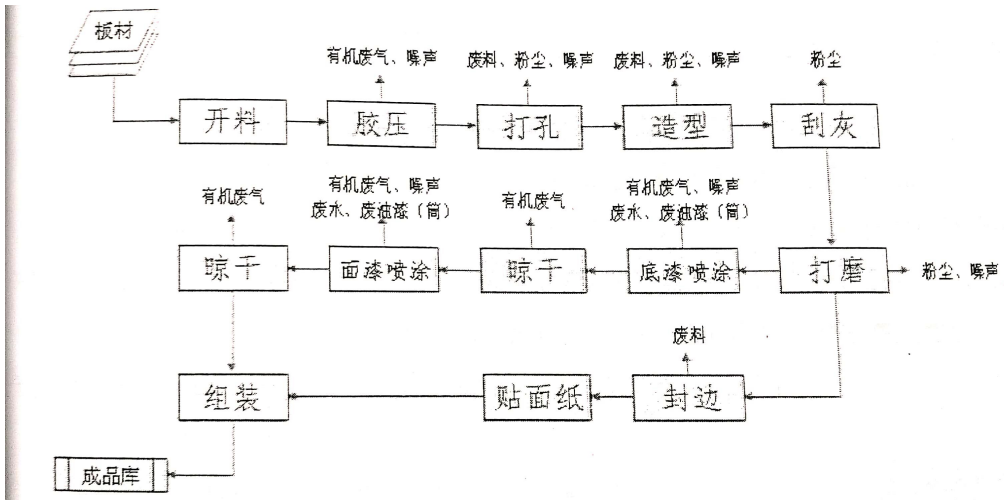 板材
有机废气、噪声
废料、粉尘、噪声
废料、粉尘、噪声
粉尘
开料
胶压
打孔
造型
刮灰
有机废气
有机废气、噪声
废水、废油漆（筒）
有机废气
有机废气、噪声
废水、废油漆（筒）
晾干
面漆喷涂
晾干
底漆喷涂
打磨
粉尘、噪声
废料
组装
贴面纸
封边
成品库